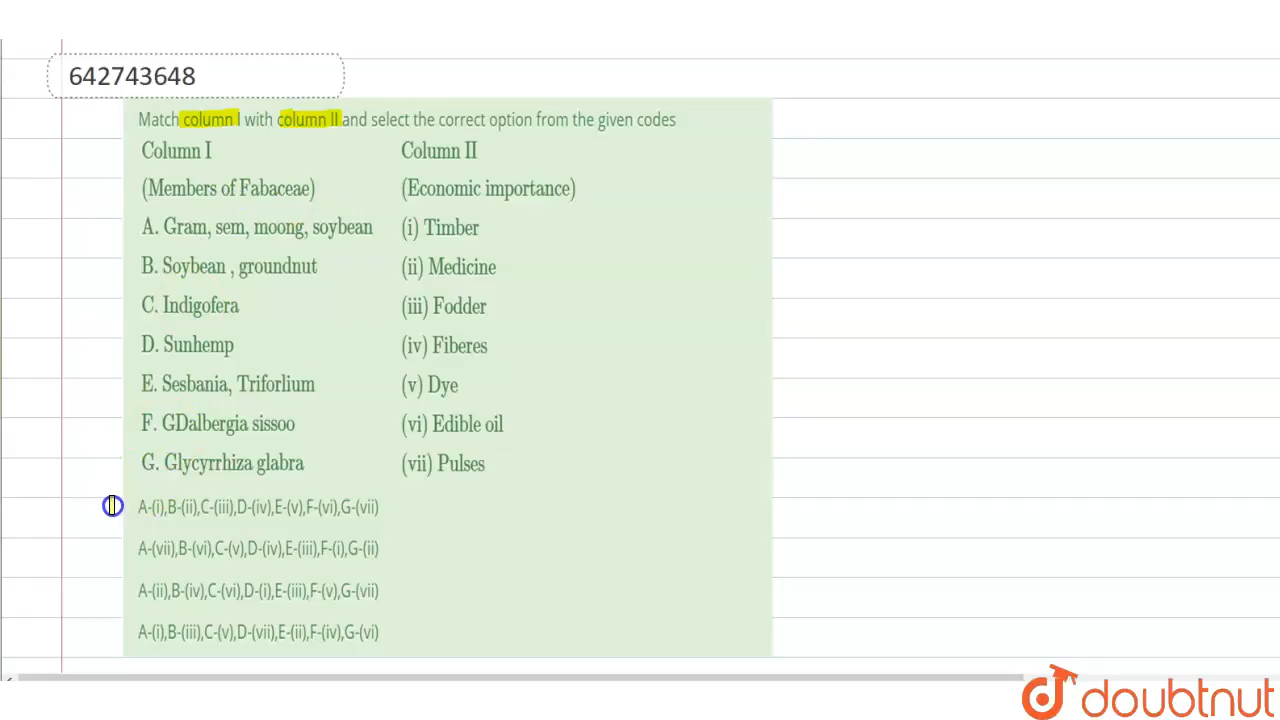 642743648
Match column I with column II and select the correct option from the given codes
Column I Column II
(Members of Fabaceae) (Economic importance)
A. Gram, sem, moong, soybean (i) Timber
B. Soybean , groundnut (ii) Medicine
C. Indigofera (iii) Fodder
D. Sunhemp (iv) Fiberes
E. Sesbania, Triforlium (v) Dye
F. GDalbergia sissoo (vi) Edible oil
G. Glycyrrhiza glabra (vii) Pulses
A-(i),B-(ii),C-(iii),D-(iv),E-(v),F-(vi),G-(vii)
A-(vii),B-(vi),C-(v),D-(iv),E-(iii),F-(i),G-(ii)
A-(ii),B-(iv),C-(vi),D-(i),E-(iii),F-(v),G-(vii)
A-(i),B-(iii),C-(v),D-(vii),E-(ii),F-(iv),G-(vi)
doubtnut